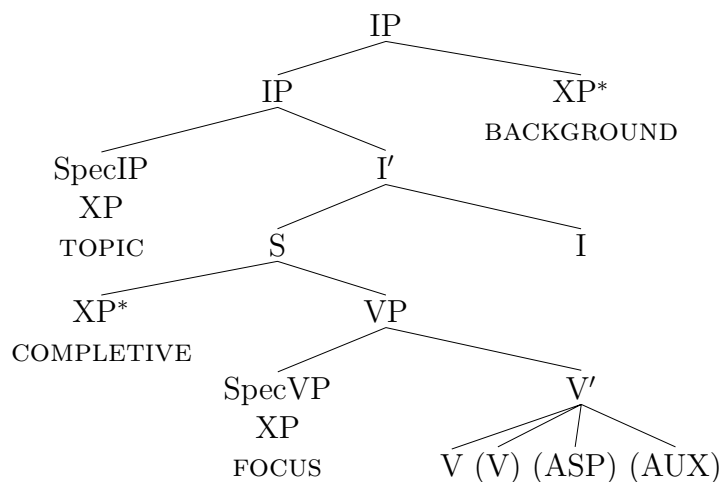 IP
IP XP*
BACKGROUND
SpecIP I′
XP
TOPIC S I
XP* VP
COMPLETIVE
SpecVP V′
XP
FOCUS V (V) (ASP) (AUX)